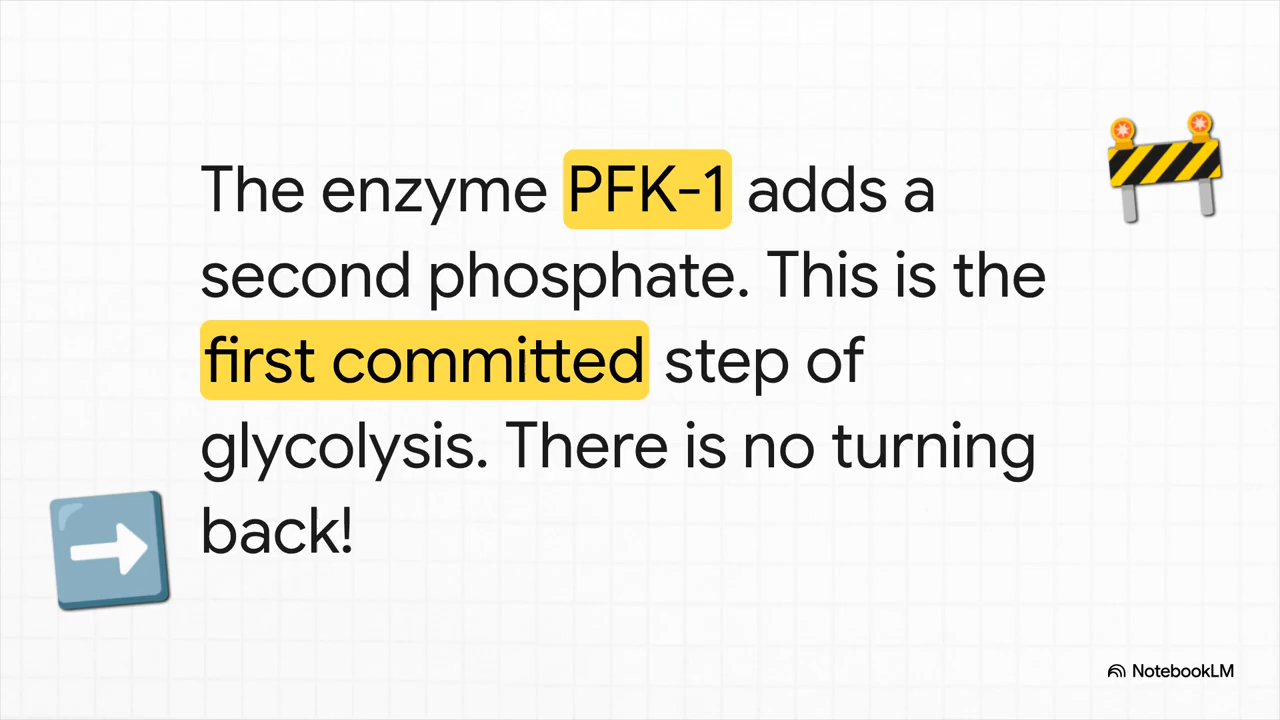 The enzyme PFK-1 adds a
second phosphate. This is the
first committed step of
glycolysis. There is no turning
back!
NotebookLM